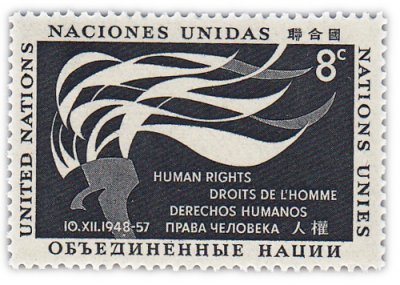 NACIONES UNIDAS 聯合國
UNITED NATIONS
NATIONS UNIES
8c
HUMAN RIGHTS
DROITS DE L'HOMME
DERECHOS HUMANOS
10.XII.1948-57 ПРАВА ЧЕЛОВЕКА 人權
ОБЪЕДИНЕННЫЕ НАЦИИ